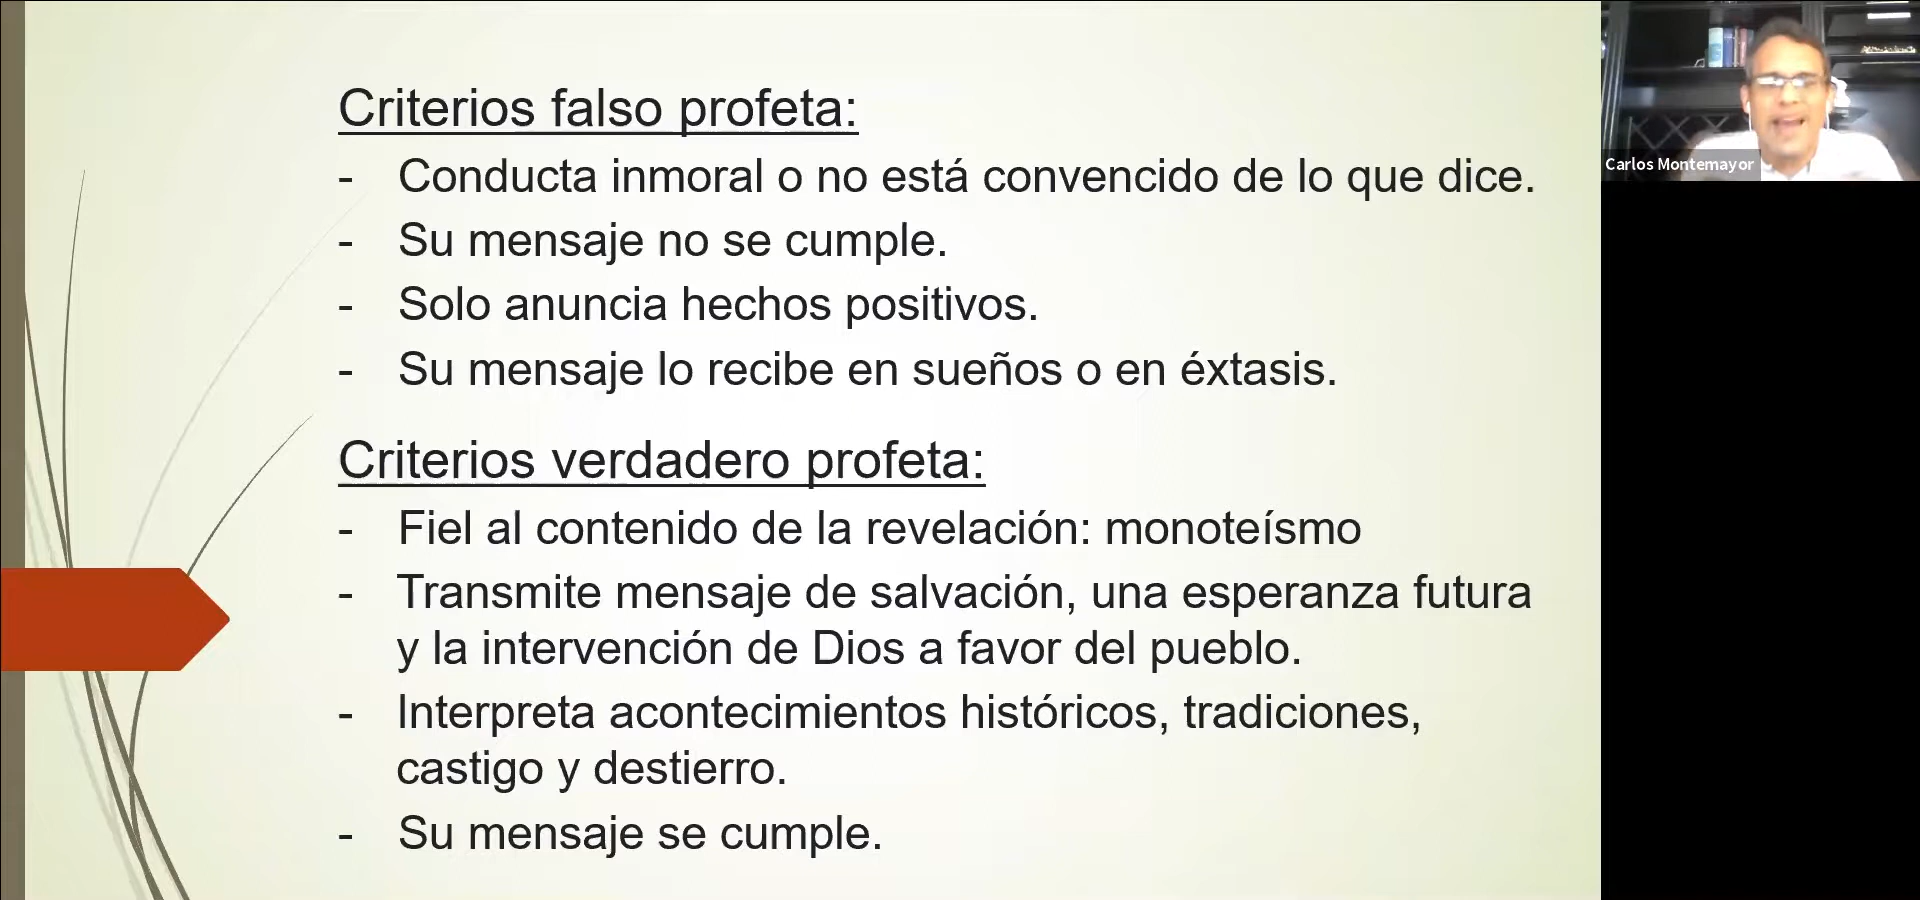 Criterios falso profeta:
- Conducta inmoral o no está convencido de lo que dice.
- Su mensaje no se cumple.
- Solo anuncia hechos positivos.
- Su mensaje lo recibe en sueños o en éxtasis.
Criterios verdadero profeta:
- Fiel al contenido de la revelación: monoteísmo
- Transmite mensaje de salvación, una esperanza futura
y la intervención de Dios a favor del pueblo.
- Interpreta acontecimientos históricos, tradiciones,
castigo y destierro.
- Su mensaje se cumple.
Carlos Montemayor